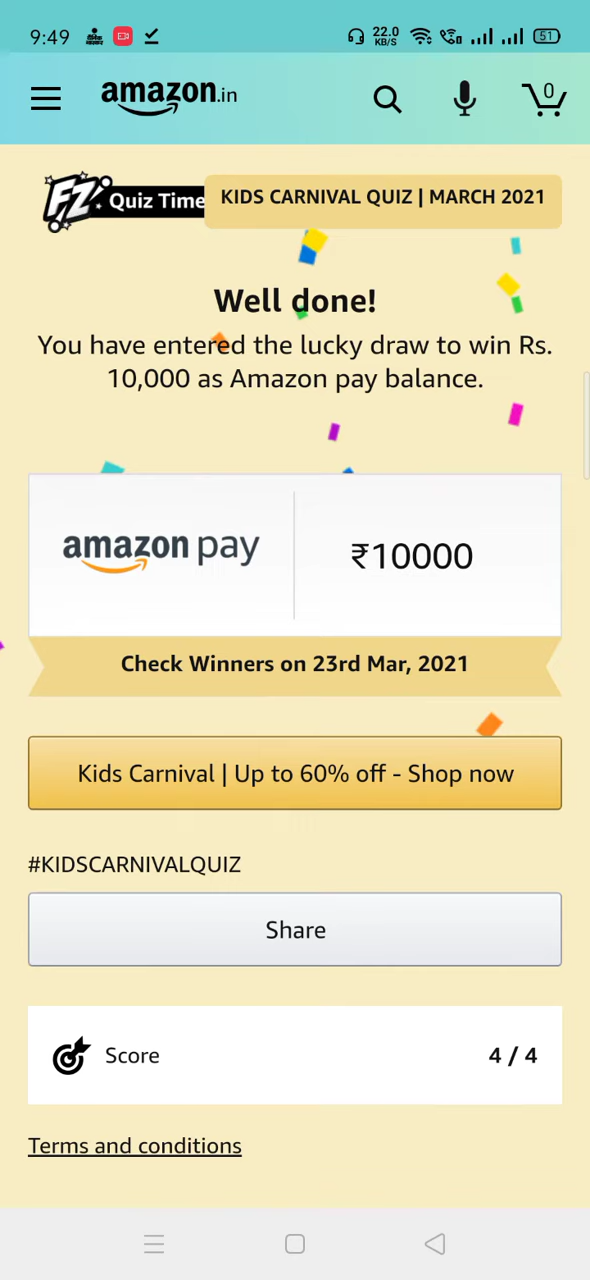 9:49 22.0 KB/S 51
amazon.in 0
FZ Quiz Time KIDS CARNIVAL QUIZ | MARCH 2021
Well done!
You have entered the lucky draw to win Rs.
10,000 as Amazon pay balance.
amazon pay ₹10000
Check Winners on 23rd Mar, 2021
Kids Carnival | Up to 60% off - Shop now
#KIDSCARNIVALQUIZ
Share
Score 4 / 4
Terms and conditions